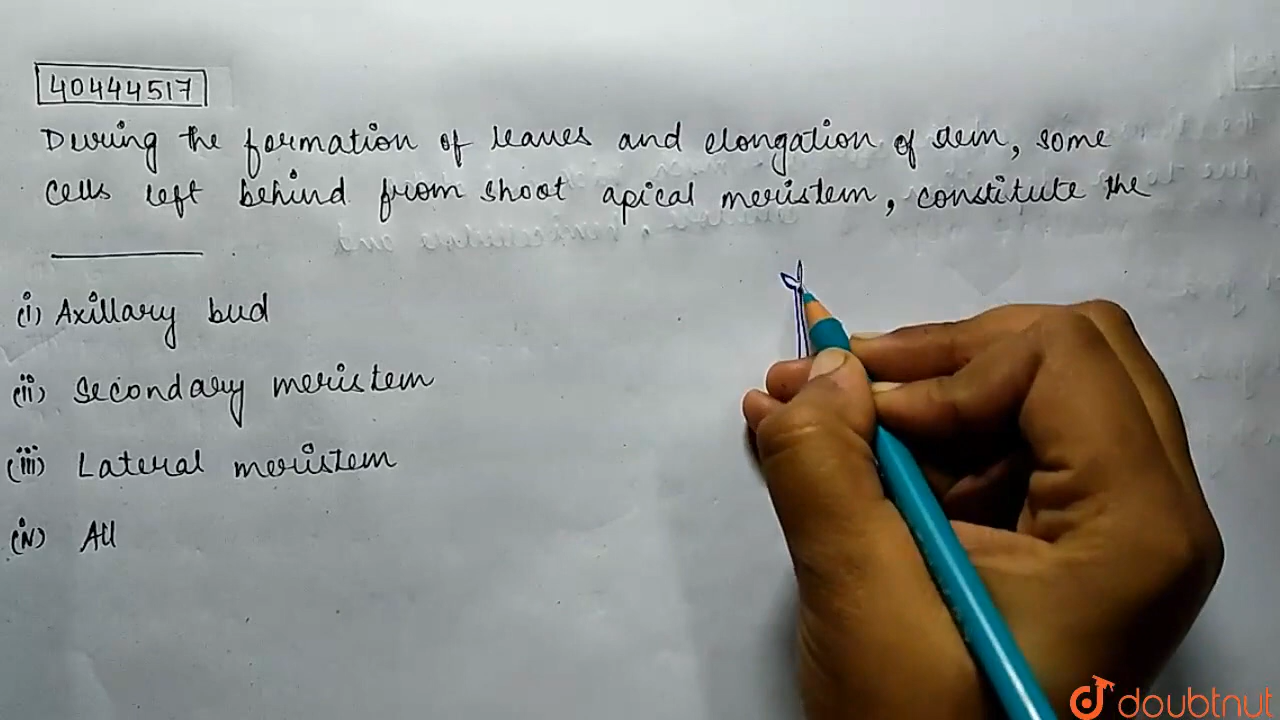 40444517
During the formation of leaves and elongation of stem, some
cells left behind from shoot apical meristem, constitute the
(i) Axillary bud
(ii) Secondary meristem
(iii) Lateral meristem
(iv) All
doubtnut